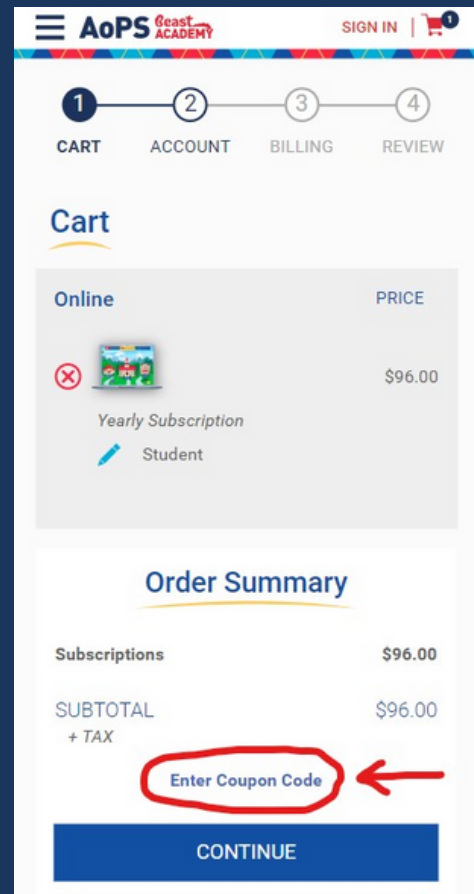 AoPS Beast ACADEMY SIGN IN | 1
1 2 3 4
CART ACCOUNT BILLING REVIEW
Cart
Online PRICE
$96.00
Yearly Subscription
Student
Order Summary
Subscriptions $96.00
SUBTOTAL $96.00
+ TAX
Enter Coupon Code
CONTINUE